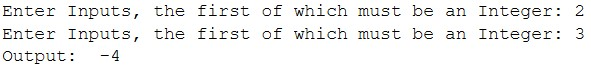 Enter Inputs, the first of which must be an Integer: 2
Enter Inputs, the first of which must be an Integer: 3
Output:  -4